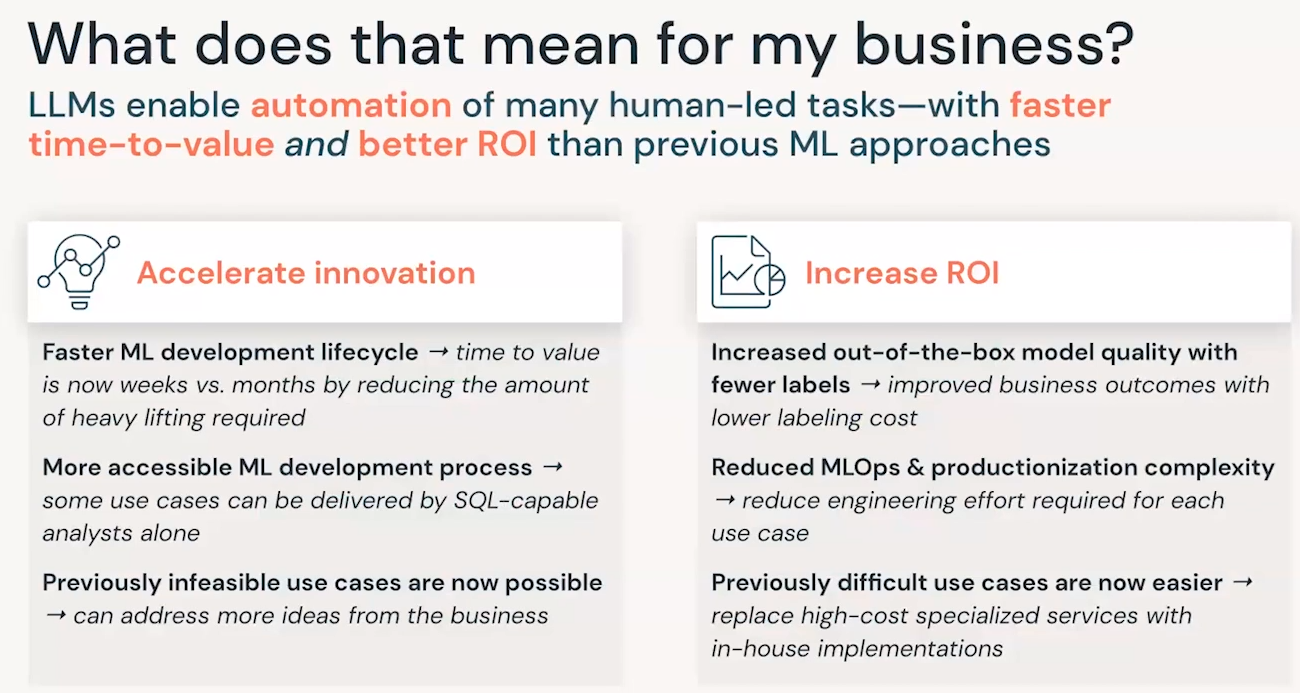 What does that mean for my business?
LLMs enable automation of many human-led tasks—with faster
time-to-value and better ROI than previous ML approaches
Accelerate innovation
Faster ML development lifecycle → time to value
is now weeks vs. months by reducing the amount
of heavy lifting required
More accessible ML development process →
some use cases can be delivered by SQL-capable
analysts alone
Previously infeasible use cases are now possible
→ can address more ideas from the business
Increase ROI
Increased out-of-the-box model quality with
fewer labels → improved business outcomes with
lower labeling cost
Reduced MLOps & productionization complexity
→ reduce engineering effort required for each
use case
Previously difficult use cases are now easier →
replace high-cost specialized services with
in-house implementations